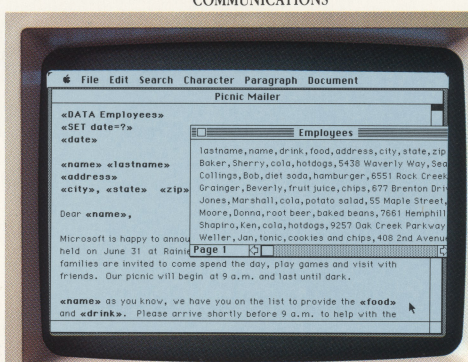 COMMUNICATIONS
File Edit Search Character Paragraph Document
Picnic Mailer
«DATA Employees»
«SET date=?»
«date»
«name» «lastname»
«address»
«city», «state» «zip»
Dear «name»,
Microsoft is happy to annou
held on June 31 at Raini
families are invited to come spend the day, play games and visit with
friends. Our picnic will begin at 9 a.m. and last until dark.
«name» as you know, we have you on the list to provide the «food»
and «drink». Please arrive shortly before 9 a.m. to help with the
Employees
lastname,name,drink,food,address,city,state,zip
Baker,Sherry,cola,hotdogs,5438 Waverly Way,Sea
Collings,Bob,diet soda,hamburger,6551 Rock Creek
Grainger,Beverly,fruit juice,chips,677 Brenton Dri
Jones,Marshall,cola,potato salad,55 Maple Street,
Moore,Donna,root beer,baked beans,7661 Hemphill
Shapiro,Ken,cola,hotdogs,9257 Oak Creek Parkway
Weller,Jan,tonic,cookies and chips,408 2nd Avenu
Page 1